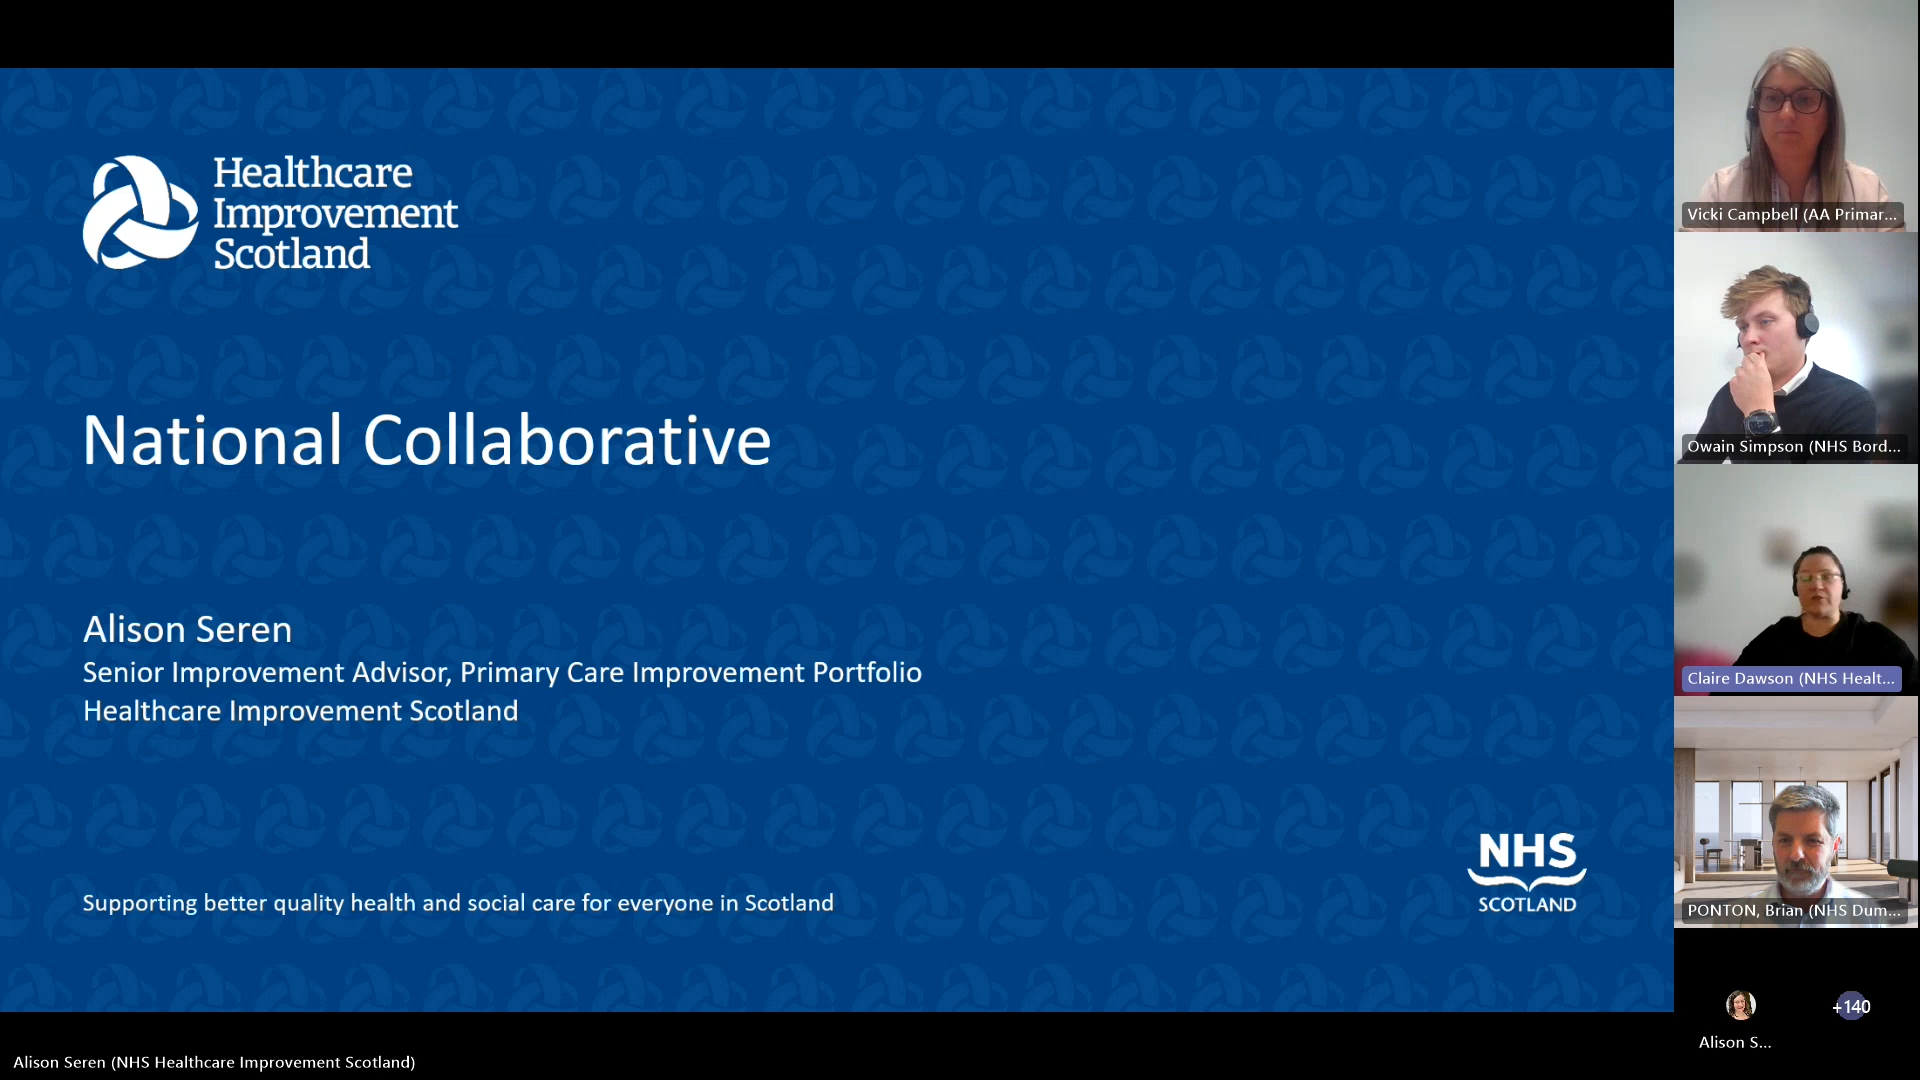 Healthcare
Improvement
Scotland
National Collaborative
Alison Seren
Senior Improvement Advisor, Primary Care Improvement Portfolio
Healthcare Improvement Scotland
Supporting better quality health and social care for everyone in Scotland
NHS
SCOTLAND
Vicki Campbell (AA Primar...
Owain Simpson (NHS Bord...
Claire Dawson (NHS Healt...
PONTON, Brian (NHS Dum...
+140
Alison S...
Alison Seren (NHS Healthcare Improvement Scotland)